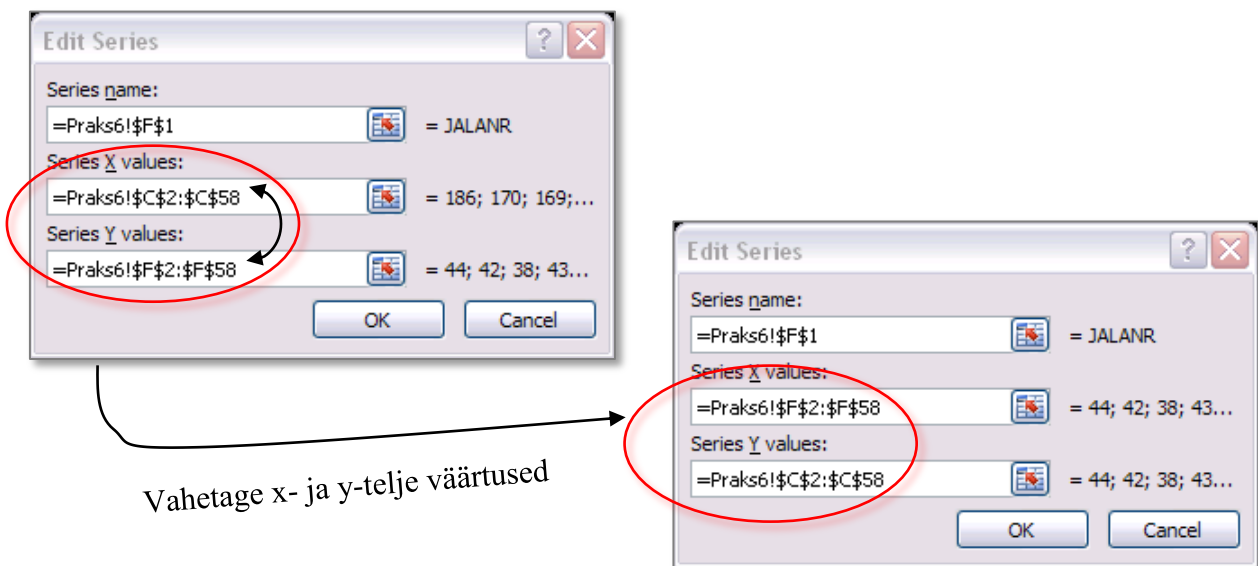 Edit Series
Series name:
=Praks6!$F$1 = JALANR
Series X values:
=Praks6!$C$2:$C$58 = 186; 170; 169;...
Series Y values:
=Praks6!$F$2:$F$58 = 44; 42; 38; 43...
OK Cancel
Vahetage x- ja y-telje väärtused
Edit Series
Series name:
=Praks6!$F$1 = JALANR
Series X values:
=Praks6!$F$2:$F$58 = 44; 42; 38; 43...
Series Y values:
=Praks6!$C$2:$C$58 = 44; 42; 38; 43...
OK Cancel